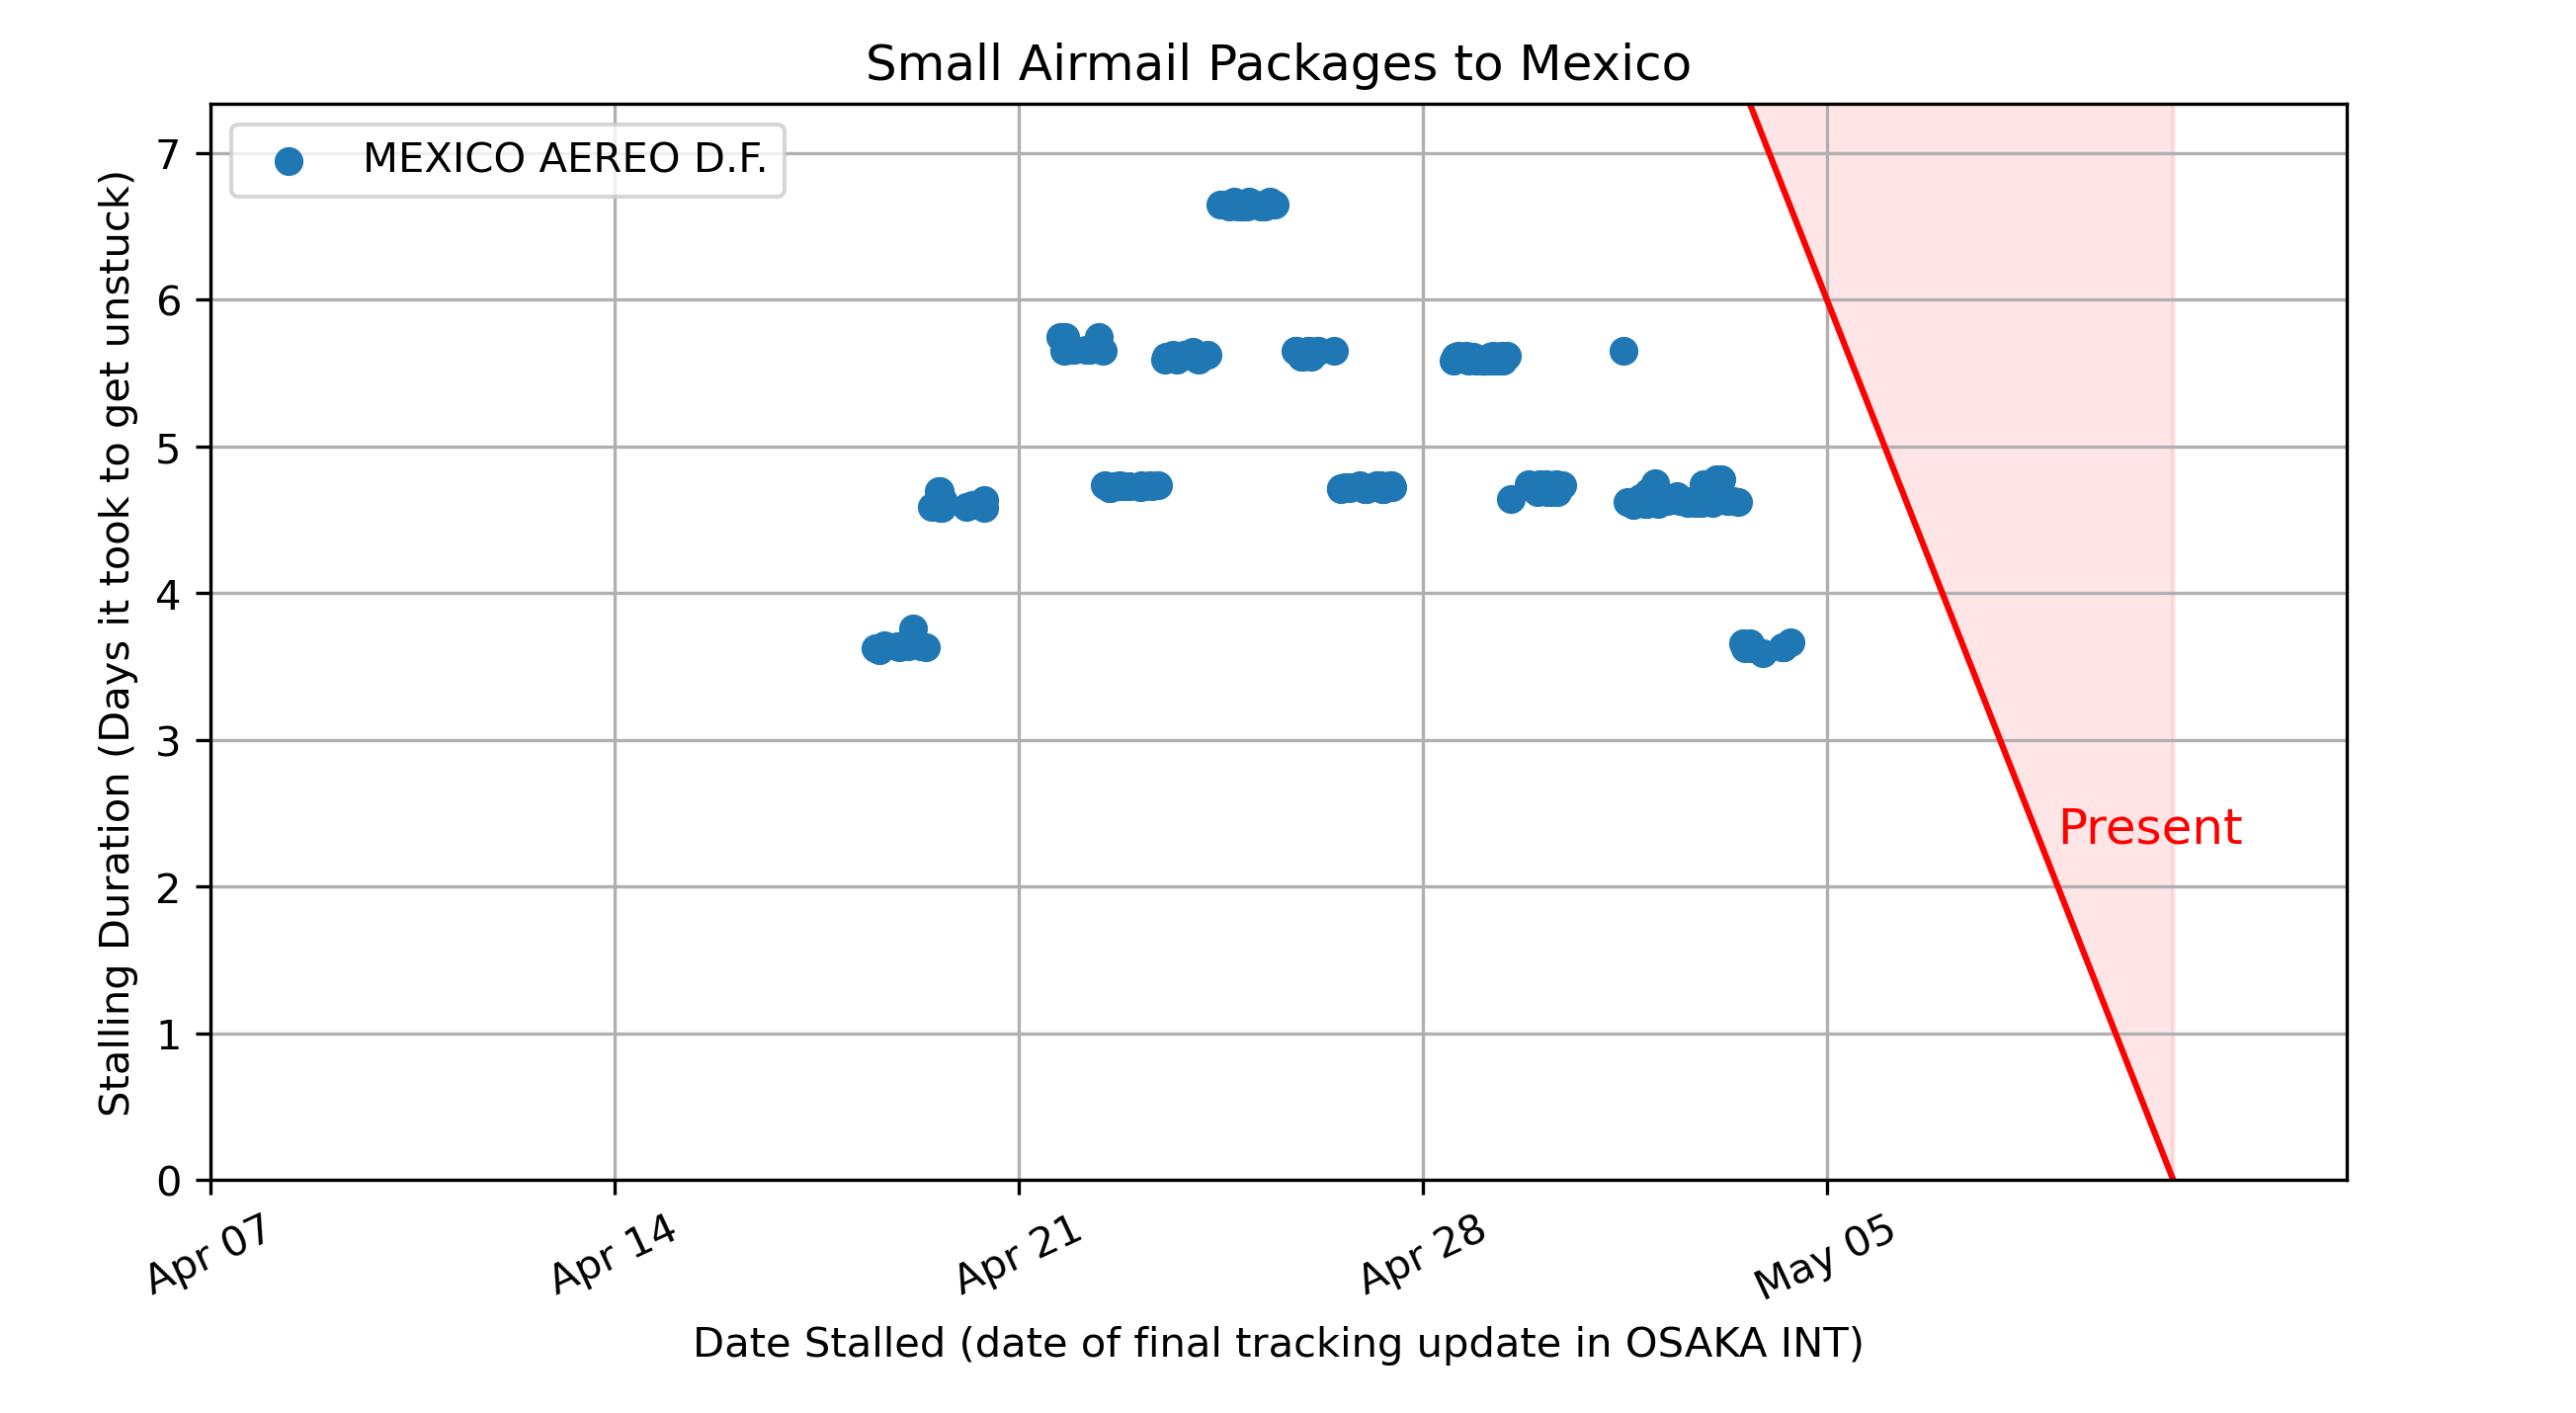 Small Airmail Packages to Mexico
MEXICO AEREO D.F.
Stalling Duration (Days it took to get unstuck)
7
6
5
4
3
2
1
0
Present
Apr 07
Apr 14
Apr 21
Apr 28
May 05
Date Stalled (date of final tracking update in OSAKA INT)